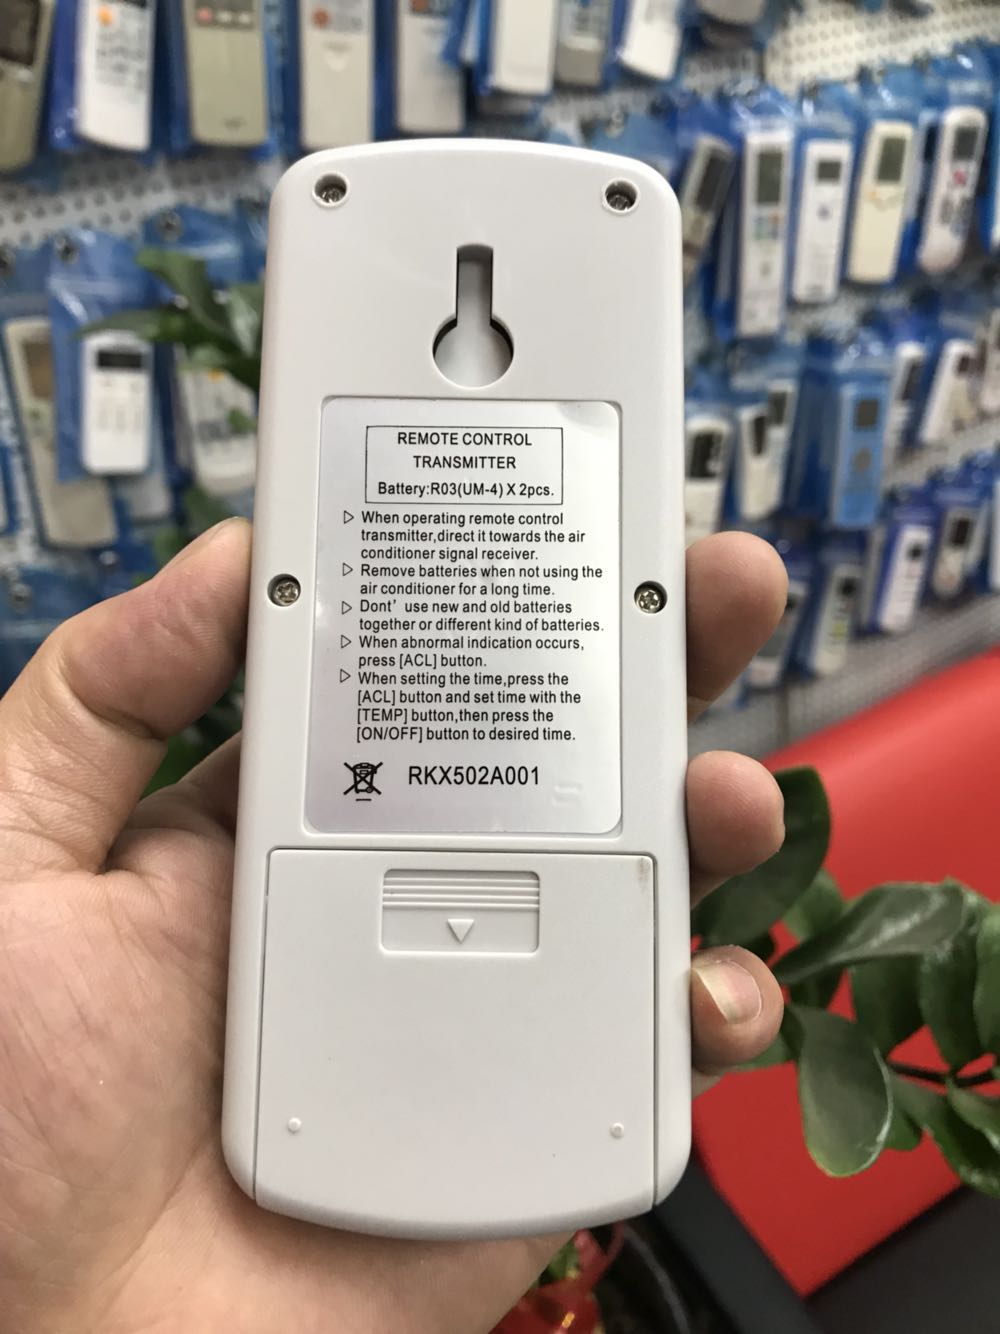 REMOTE CONTROL
TRANSMITTER
Battery:R03(UM-4) X 2pcs.
▷ When operating remote control
transmitter,direct it towards the air
conditioner signal receiver.
▷ Remove batteries when not using the
air conditioner for a long time.
▷ Dont' use new and old batteries
together or different kind of batteries.
▷ When abnormal indication occurs,
press [ACL] button.
▷ When setting the time,press the
[ACL] button and set time with the
[TEMP] button,then press the
[ON/OFF] button to desired time.
RKX502A001